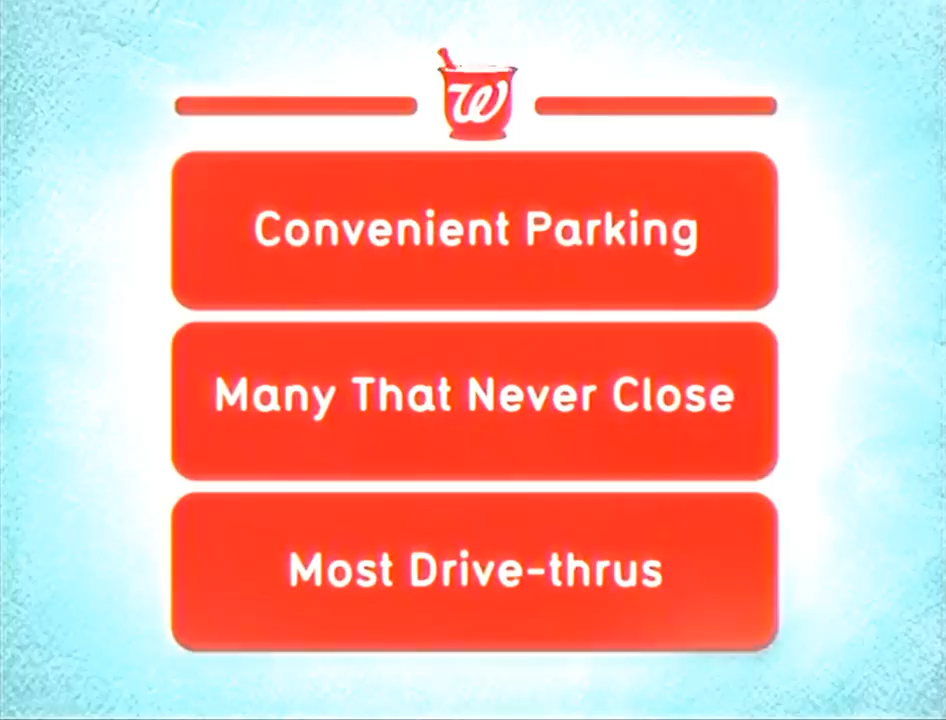 W
Convenient Parking
Many That Never Close
Most Drive-thrus